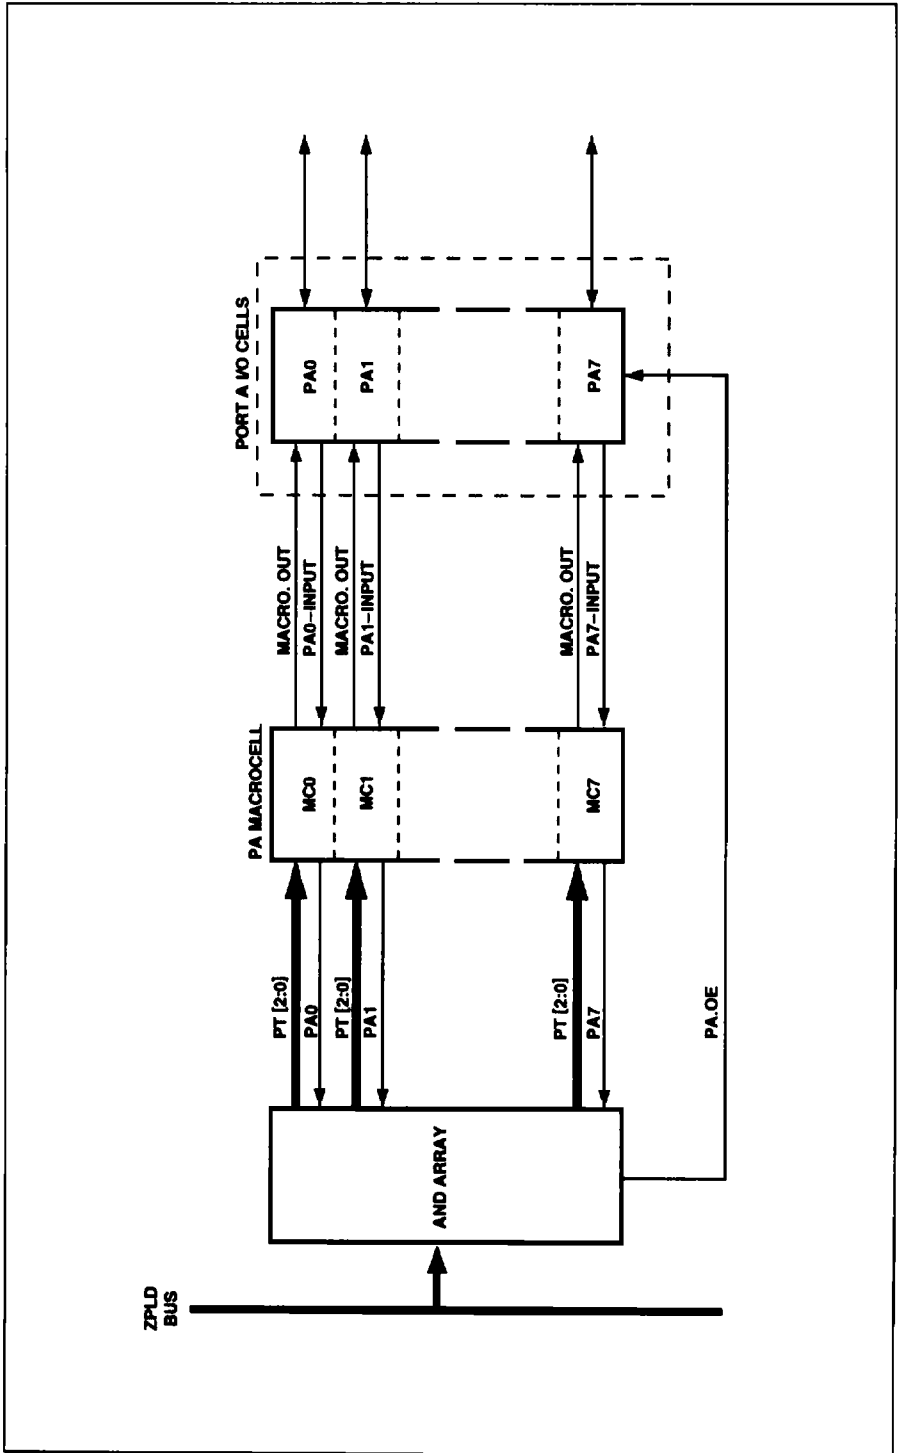 ZPLD
BUS
AND ARRAY
PT [2:0]
PA0
PT [2:0]
PA1
PT [2:0]
PA7
PA.OE
PA MACROCELL
MC0
MC1
MC7
MACRO. OUT
PA0-INPUT
MACRO. OUT
PA1-INPUT
MACRO. OUT
PA7-INPUT
PORT A I/O CELLS
PA0
PA1
PA7